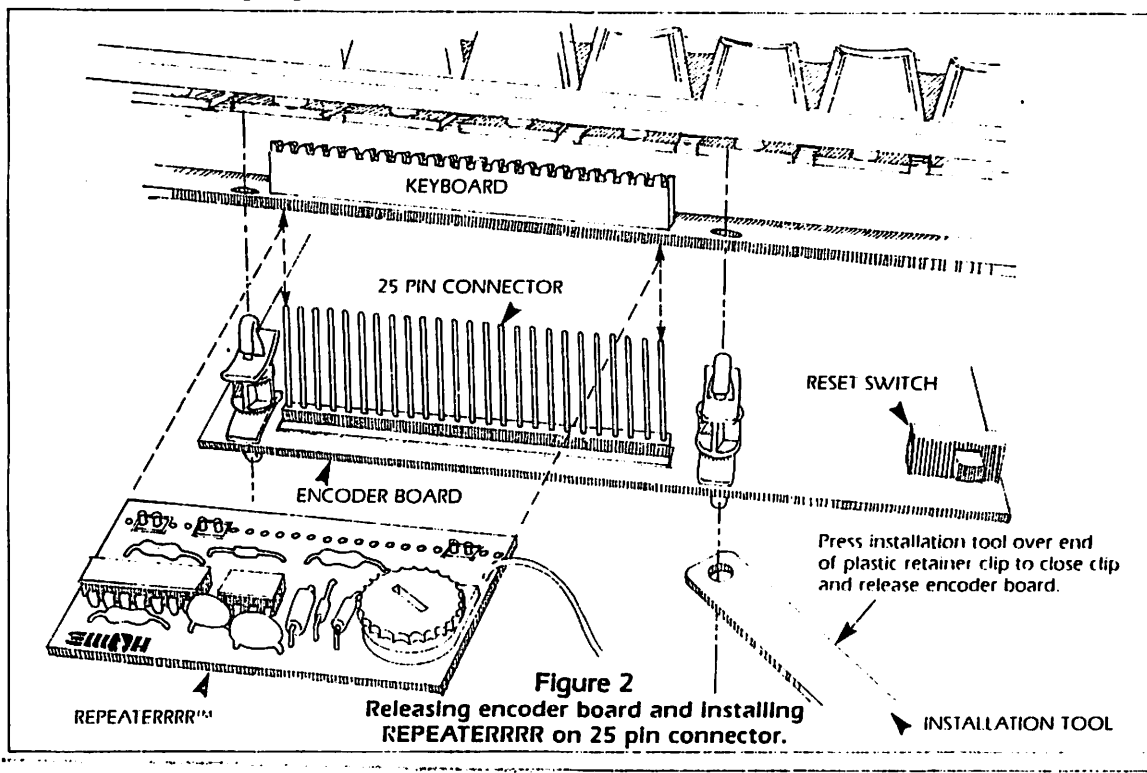 KEYBOARD
25 PIN CONNECTOR
RESET SWITCH
ENCODER BOARD
Press installation tool over end
of plastic retainer clip to close clip
and release encoder board.
REPEATERRRR™
Figure 2
Releasing encoder board and installing
REPEATERRRR on 25 pin connector.
INSTALLATION TOOL